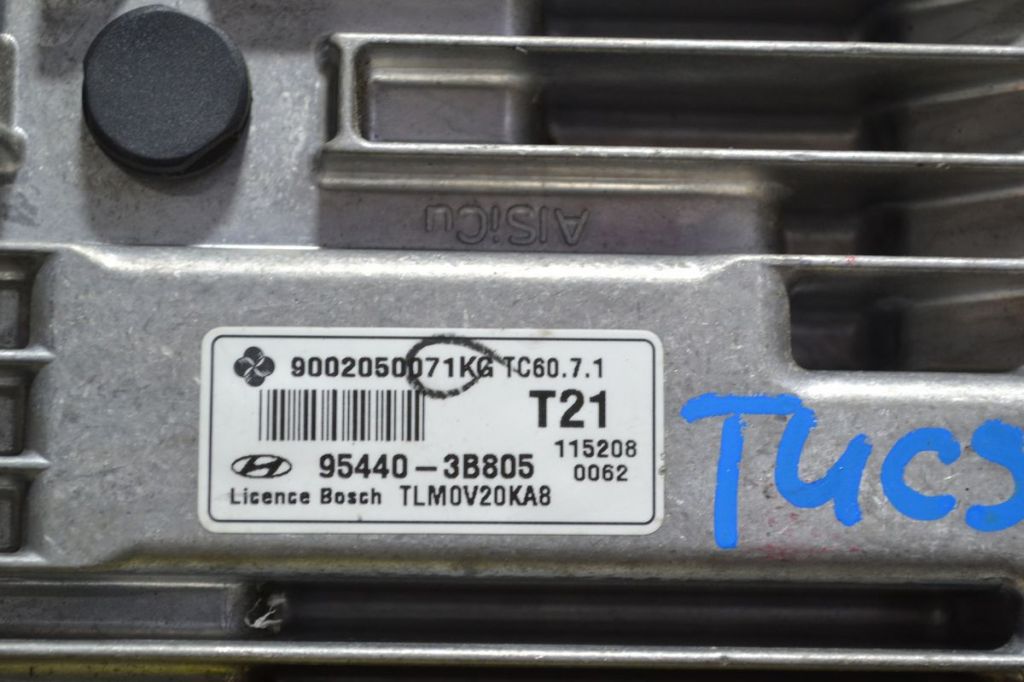 AlSiCu
9002050071KG TC60.7.1
T21
115208
95440-3B805
0062
Licence Bosch TLM0V20KA8
TUCS